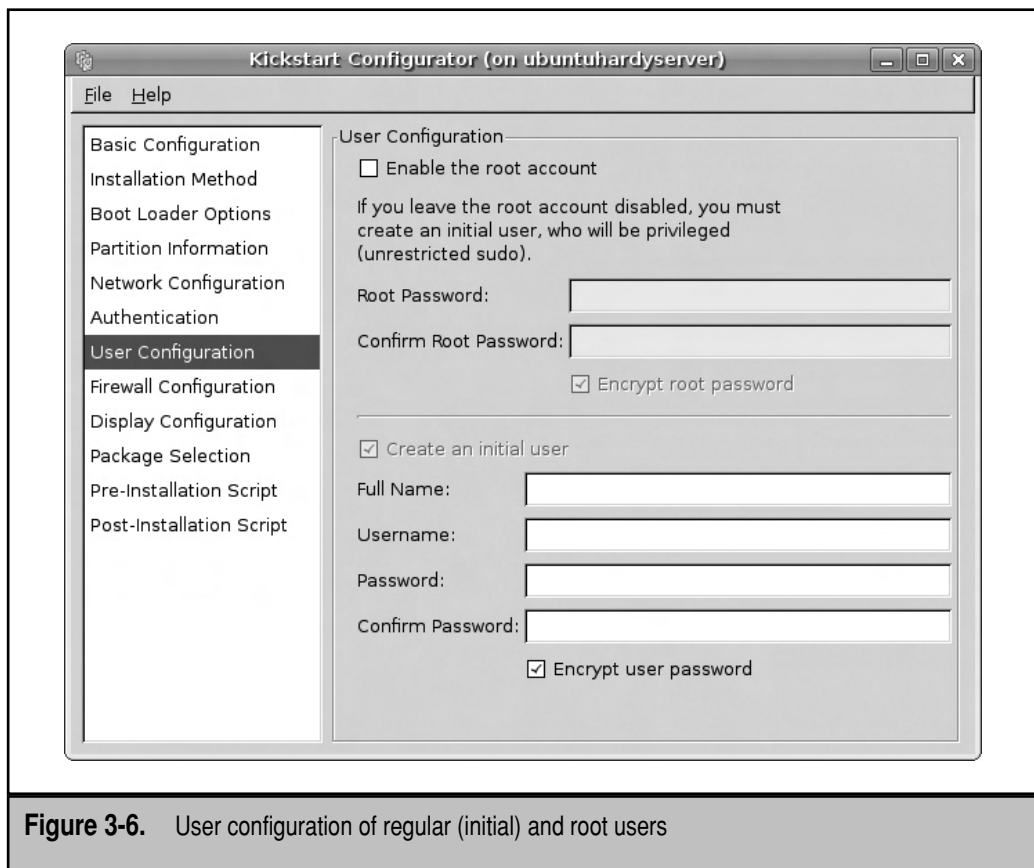 Kickstart Configurator (on ubuntuhardyserver)
File Help
Basic Configuration
Installation Method
Boot Loader Options
Partition Information
Network Configuration
Authentication
User Configuration
Firewall Configuration
Display Configuration
Package Selection
Pre-Installation Script
Post-Installation Script
User Configuration
Enable the root account
If you leave the root account disabled, you must
create an initial user, who will be privileged
(unrestricted sudo).
Root Password:
Confirm Root Password:
Encrypt root password
Create an initial user
Full Name:
Username:
Password:
Confirm Password:
Encrypt user password
Figure 3-6. User configuration of regular (initial) and root users